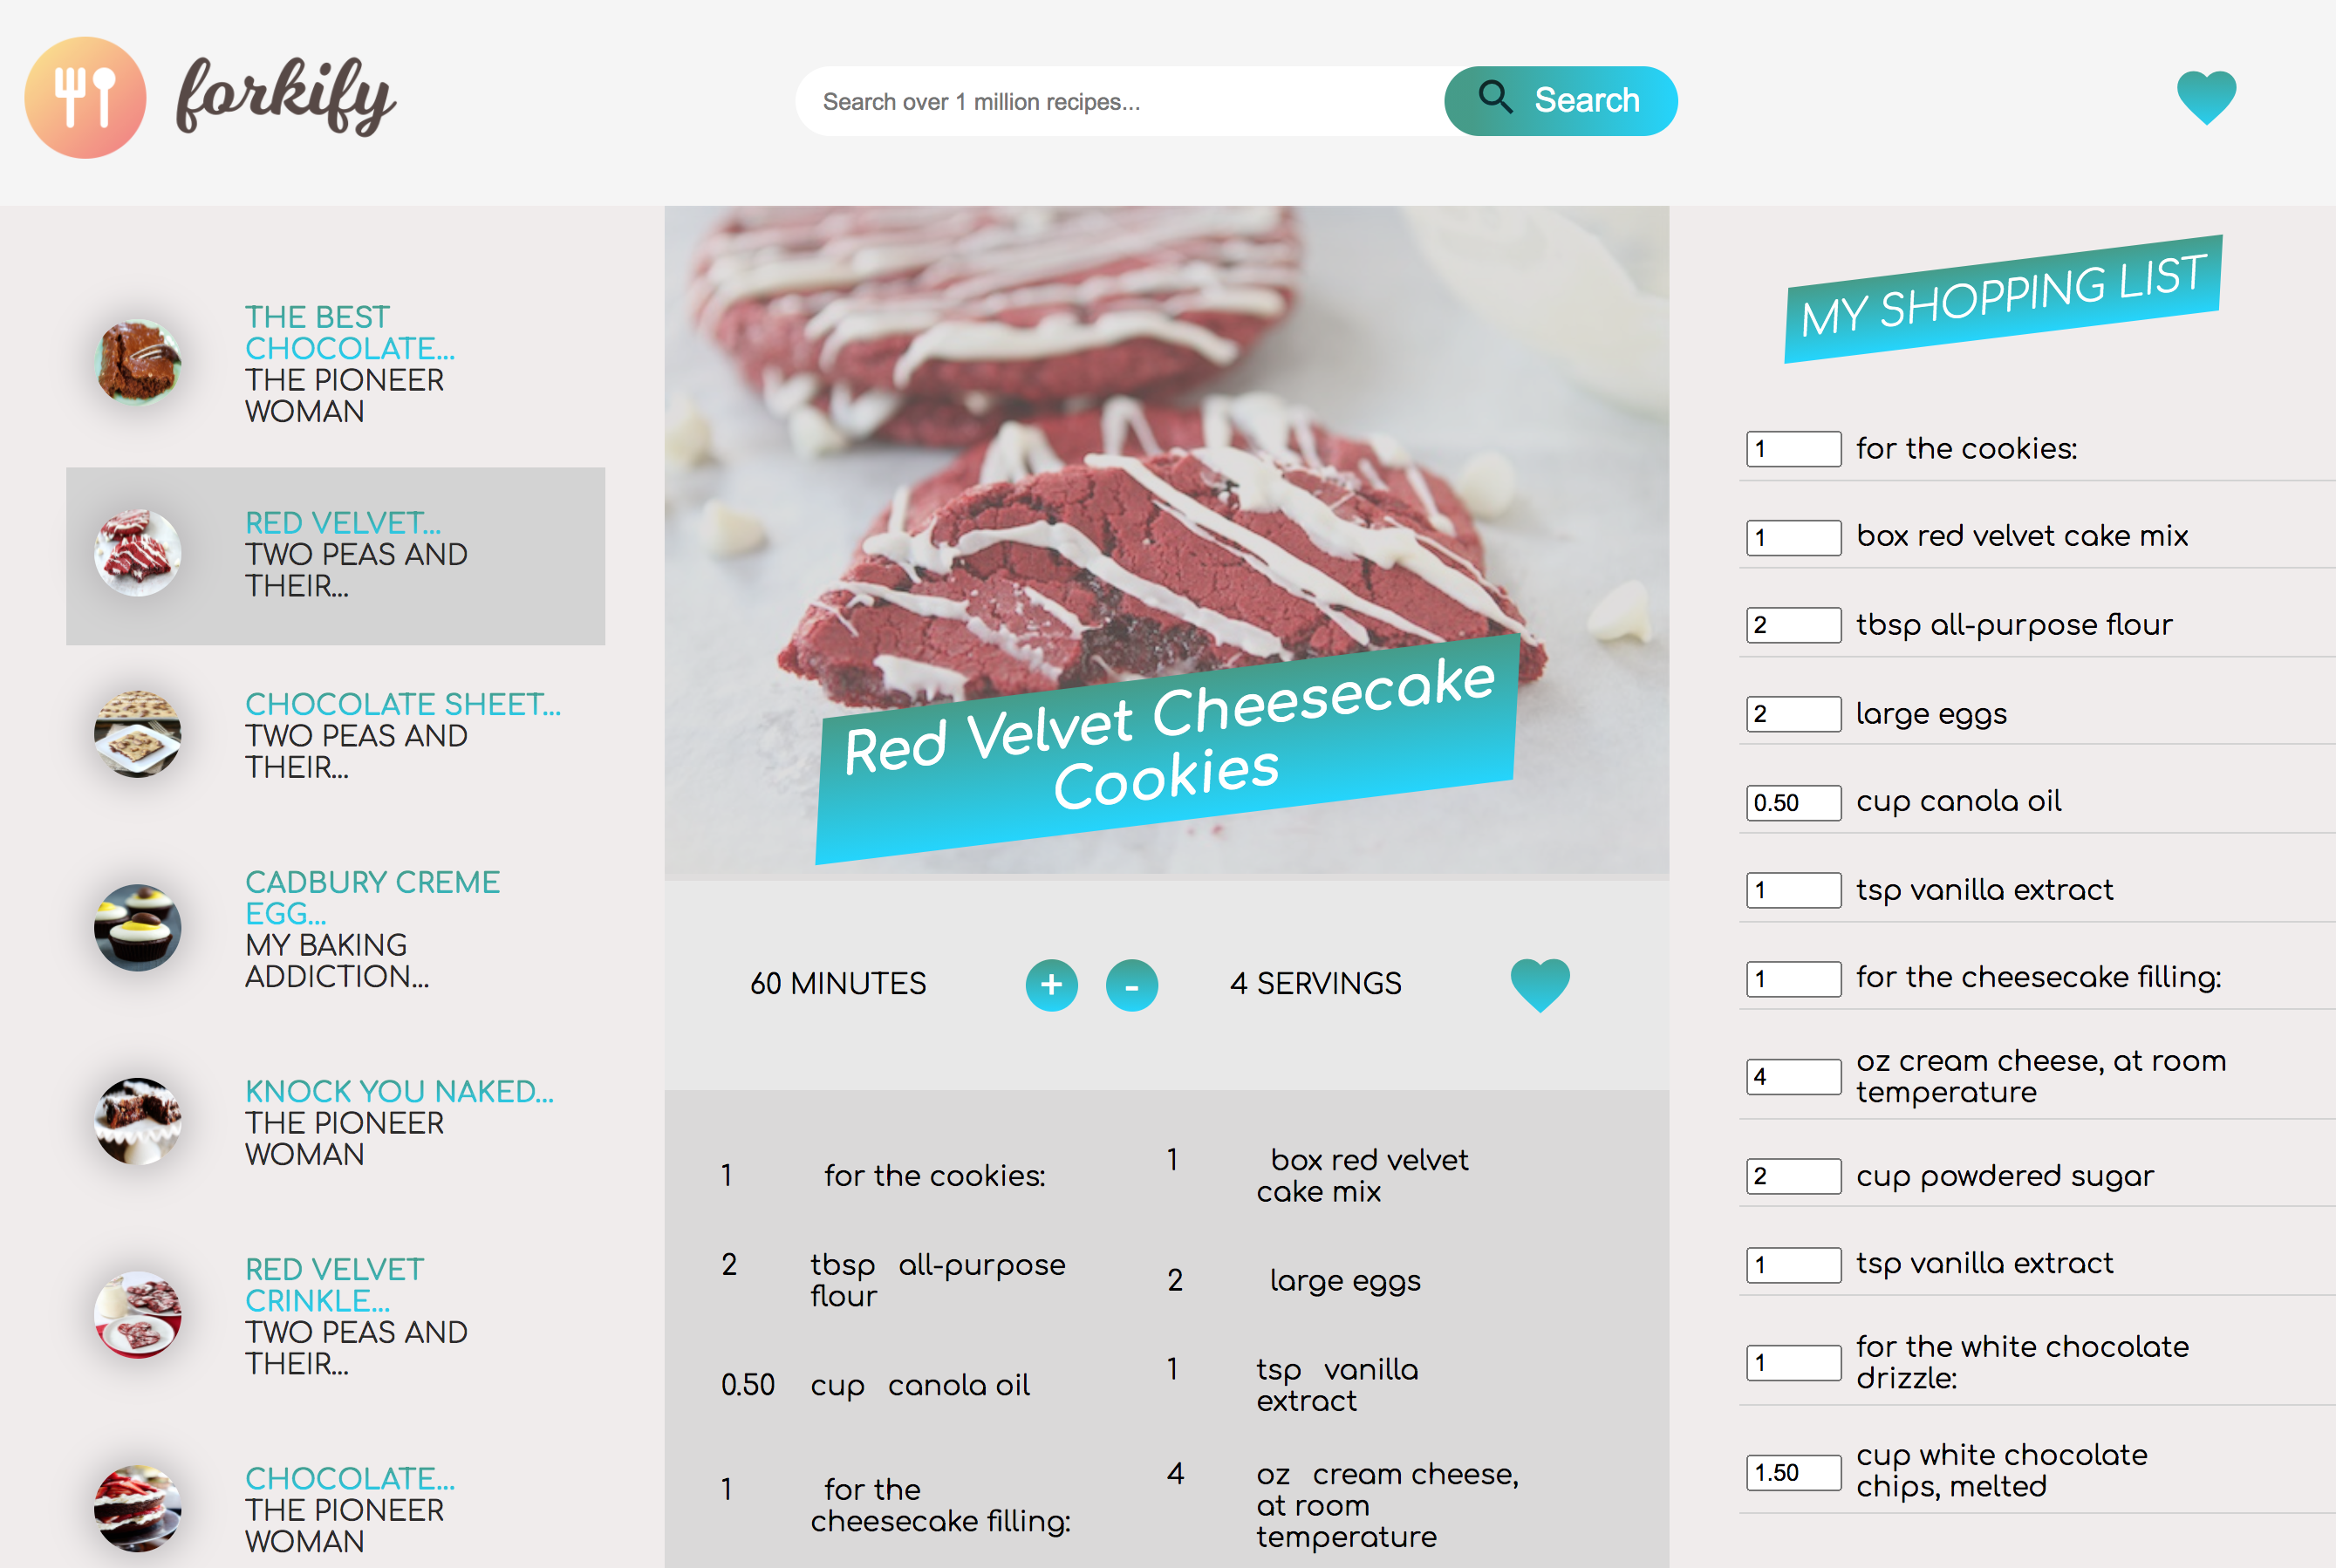 forkify
Search over 1 million recipes...
Search
THE BEST
CHOCOLATE...
THE PIONEER
WOMAN
RED VELVET...
TWO PEAS AND
THEIR...
CHOCOLATE SHEET...
TWO PEAS AND
THEIR...
CADBURY CREME
EGG...
MY BAKING
ADDICTION...
KNOCK YOU NAKED...
THE PIONEER
WOMAN
RED VELVET
CRINKLE...
TWO PEAS AND
THEIR...
CHOCOLATE...
THE PIONEER
WOMAN
Red Velvet Cheesecake
Cookies
60 MINUTES
+
-
4 SERVINGS
1 for the cookies:
1 box red velvet
cake mix
2 tbsp all-purpose
flour
2 large eggs
0.50 cup canola oil
1 tsp vanilla
extract
1 for the
cheesecake filling:
4 oz cream cheese,
at room
temperature
MY SHOPPING LIST
1 for the cookies:
1 box red velvet cake mix
2 tbsp all-purpose flour
2 large eggs
0.50 cup canola oil
1 tsp vanilla extract
1 for the cheesecake filling:
4 oz cream cheese, at room
temperature
2 cup powdered sugar
1 tsp vanilla extract
1 for the white chocolate
drizzle:
1.50 cup white chocolate
chips, melted